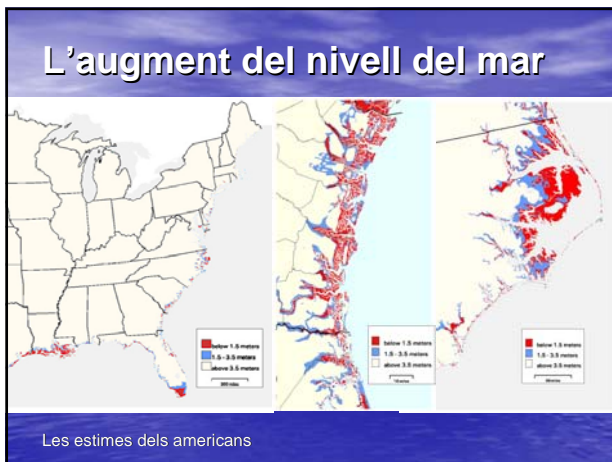 L'augment del nivell del mar
below 1.5 meters
1.5 - 3.5 meters
above 3.5 meters
below 1.5 meters
1.5 - 3.5 meters
above 3.5 meters
below 1.5 meters
1.5 - 3.5 meters
above 3.5 meters
Les estimes dels americans